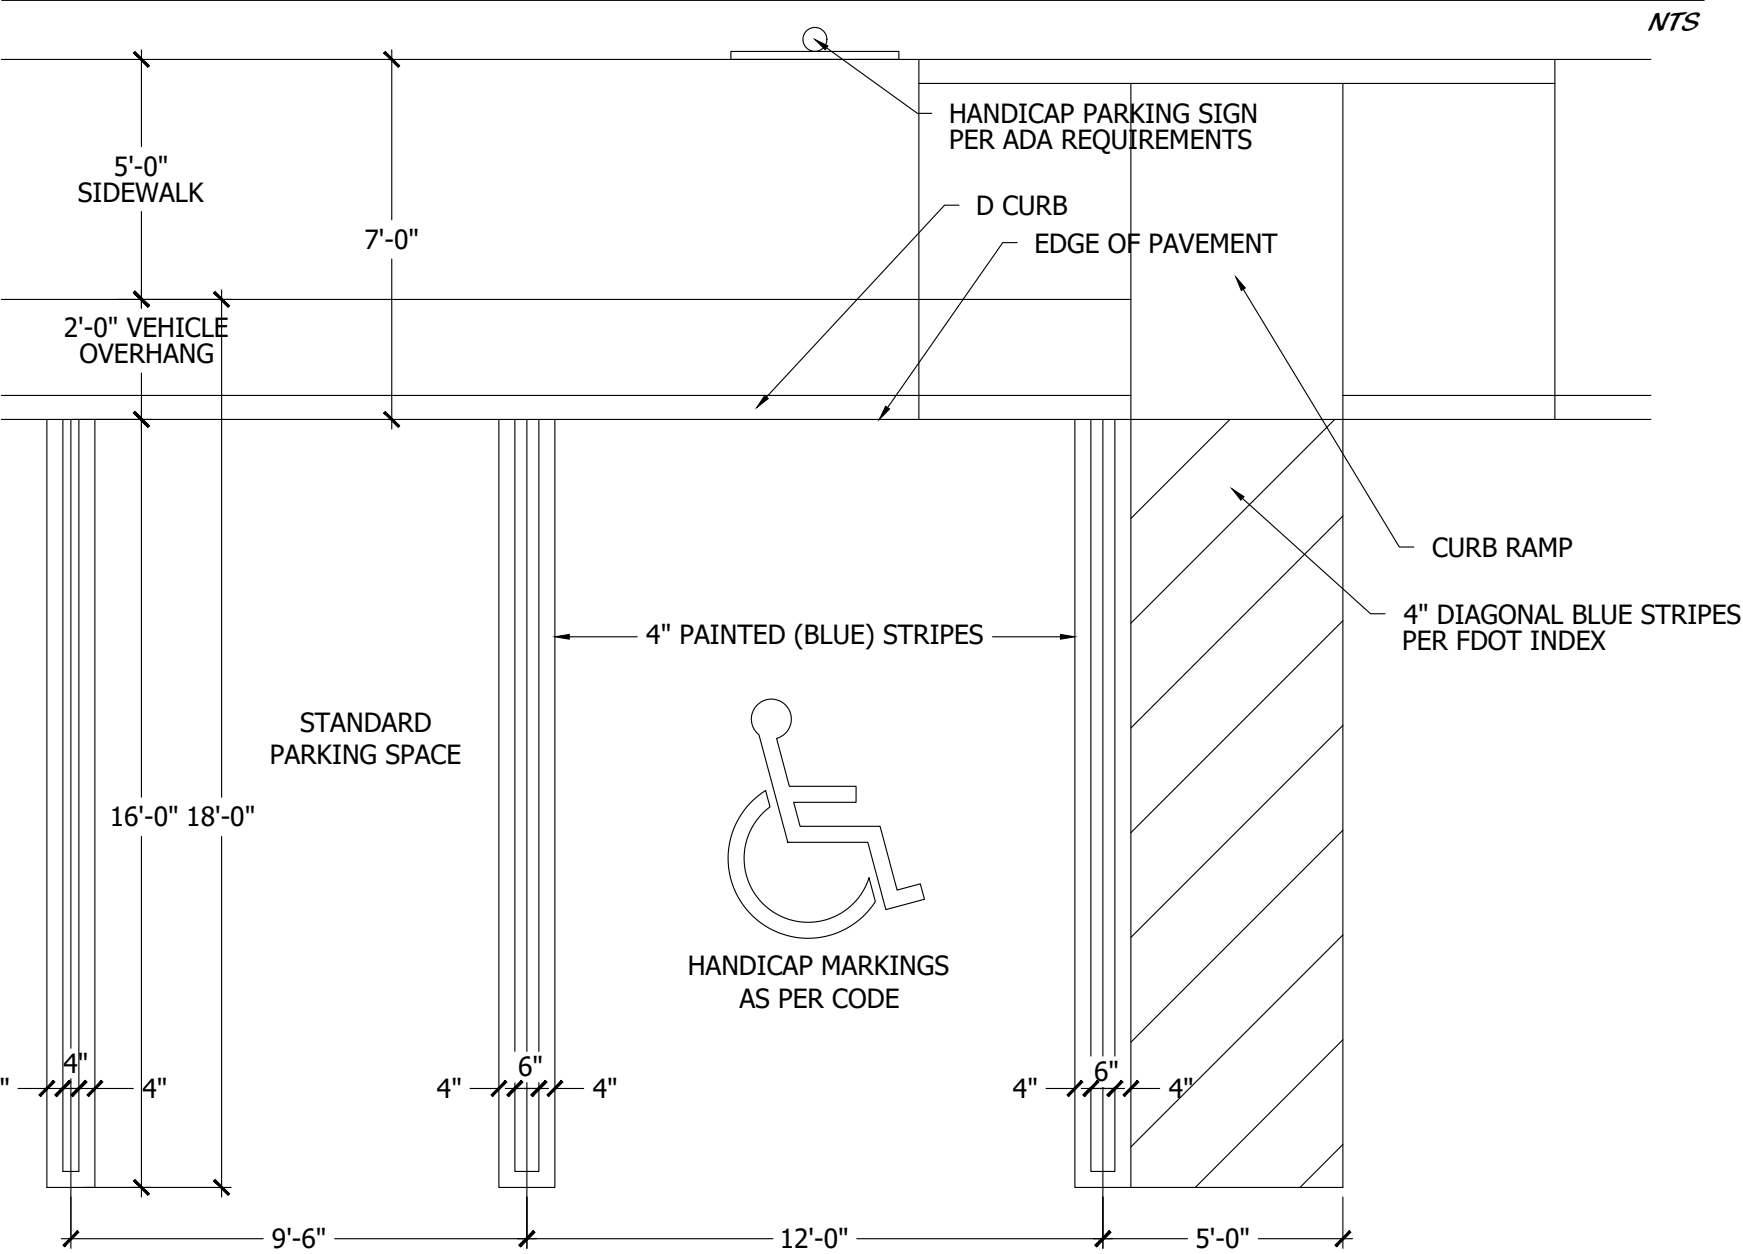 NTS
HANDICAP PARKING SIGN
PER ADA REQUIREMENTS
5'-0"
SIDEWALK
D CURB
7'-0"
EDGE OF PAVEMENT
2'-0" VEHICLE
OVERHANG
CURB RAMP
4" DIAGONAL BLUE STRIPES
PER FDOT INDEX
4" PAINTED (BLUE) STRIPES
STANDARD
PARKING SPACE
16'-0" 18'-0"
HANDICAP MARKINGS
AS PER CODE
" 4" 4"
4" 6" 4"
4" 6" 4"
9'-6" 12'-0" 5'-0"